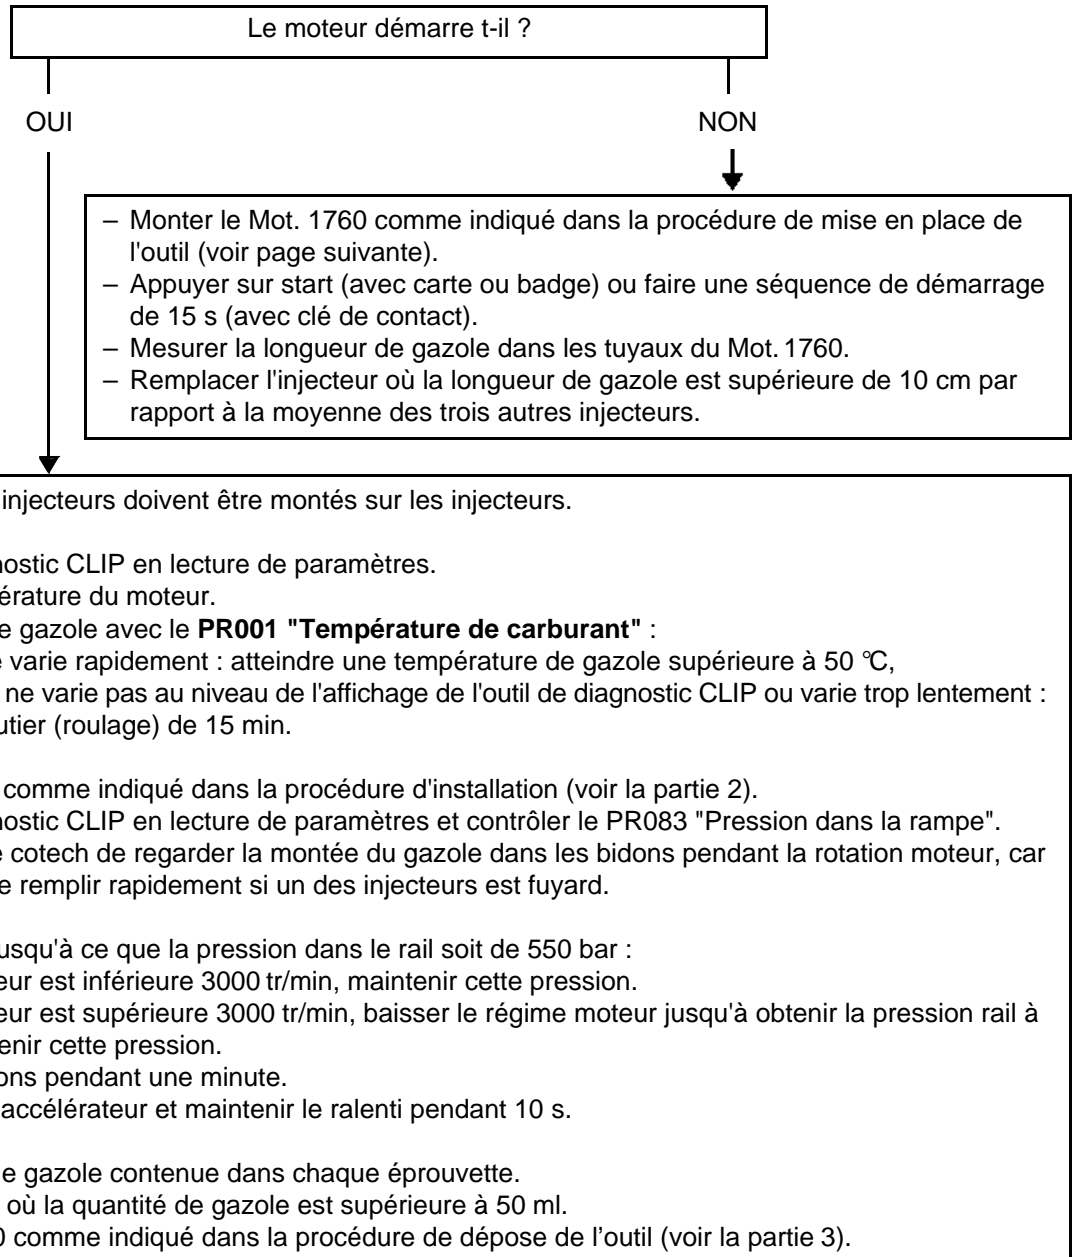 Le moteur démarre t-il ?
OUI
NON
– Monter le Mot. 1760 comme indiqué dans la procédure de mise en place de
l'outil (voir page suivante).
– Appuyer sur start (avec carte ou badge) ou faire une séquence de démarrage
de 15 s (avec clé de contact).
– Mesurer la longueur de gazole dans les tuyaux du Mot. 1760.
– Remplacer l'injecteur où la longueur de gazole est supérieure de 10 cm par
rapport à la moyenne des trois autres injecteurs.
injecteurs doivent être montés sur les injecteurs.
nostic CLIP en lecture de paramètres.
érature du moteur.
e gazole avec le PR001 "Température de carburant" :
e varie rapidement : atteindre une température de gazole supérieure à 50 °C,
ne varie pas au niveau de l'affichage de l'outil de diagnostic CLIP ou varie trop lentement :
utier (roulage) de 15 min.
comme indiqué dans la procédure d'installation (voir la partie 2).
nostic CLIP en lecture de paramètres et contrôler le PR083 "Pression dans la rampe".
e cotech de regarder la montée du gazole dans les bidons pendant la rotation moteur, car
e remplir rapidement si un des injecteurs est fuyard.
usqu'à ce que la pression dans le rail soit de 550 bar :
eur est inférieure 3000 tr/min, maintenir cette pression.
eur est supérieure 3000 tr/min, baisser le régime moteur jusqu'à obtenir la pression rail à
enir cette pression.
ons pendant une minute.
accélérateur et maintenir le ralenti pendant 10 s.
e gazole contenue dans chaque éprouvette.
où la quantité de gazole est supérieure à 50 ml.
0 comme indiqué dans la procédure de dépose de l’outil (voir la partie 3).